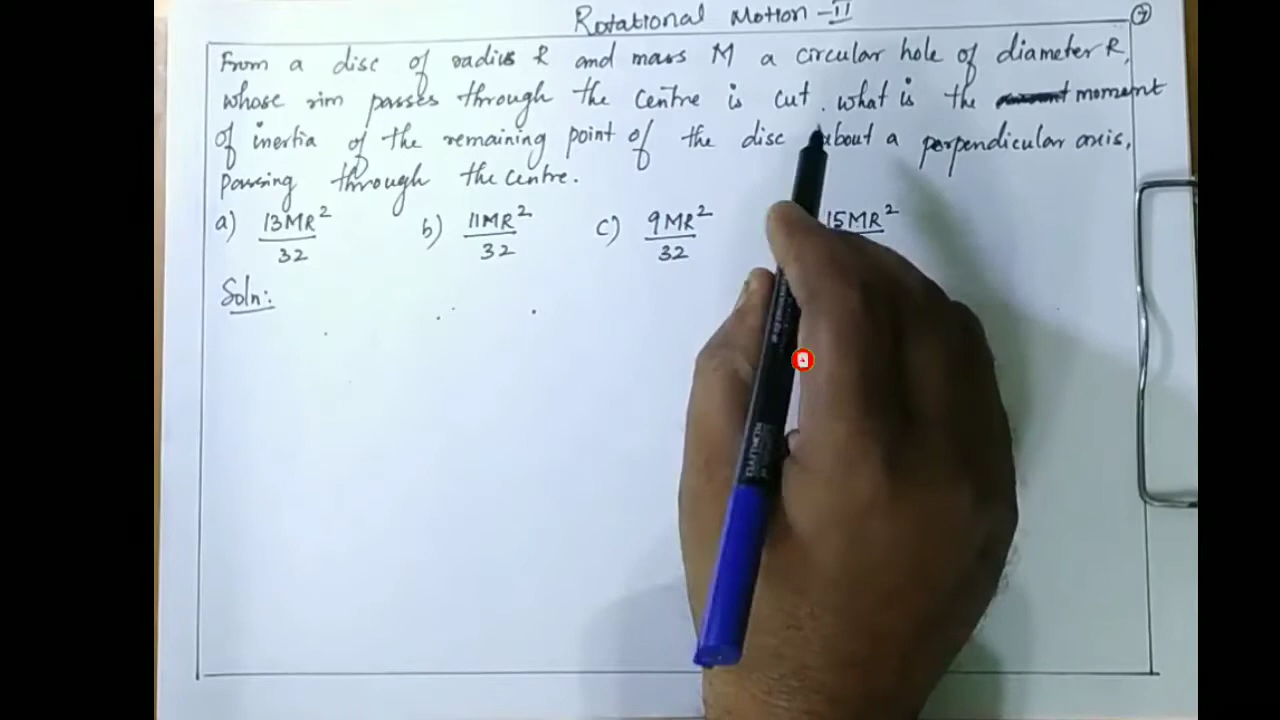 Rotational Motion - II
7
From a disc of radius R and mass M a circular hole of diameter R,
whose rim passes through the centre is cut. what is the moment
of inertia of the remaining point of the disc about a perpendicular axis,
passing through the centre.
a) 13MR²/32 b) 11MR²/32 c) 9MR²/32 15MR²
Soln: